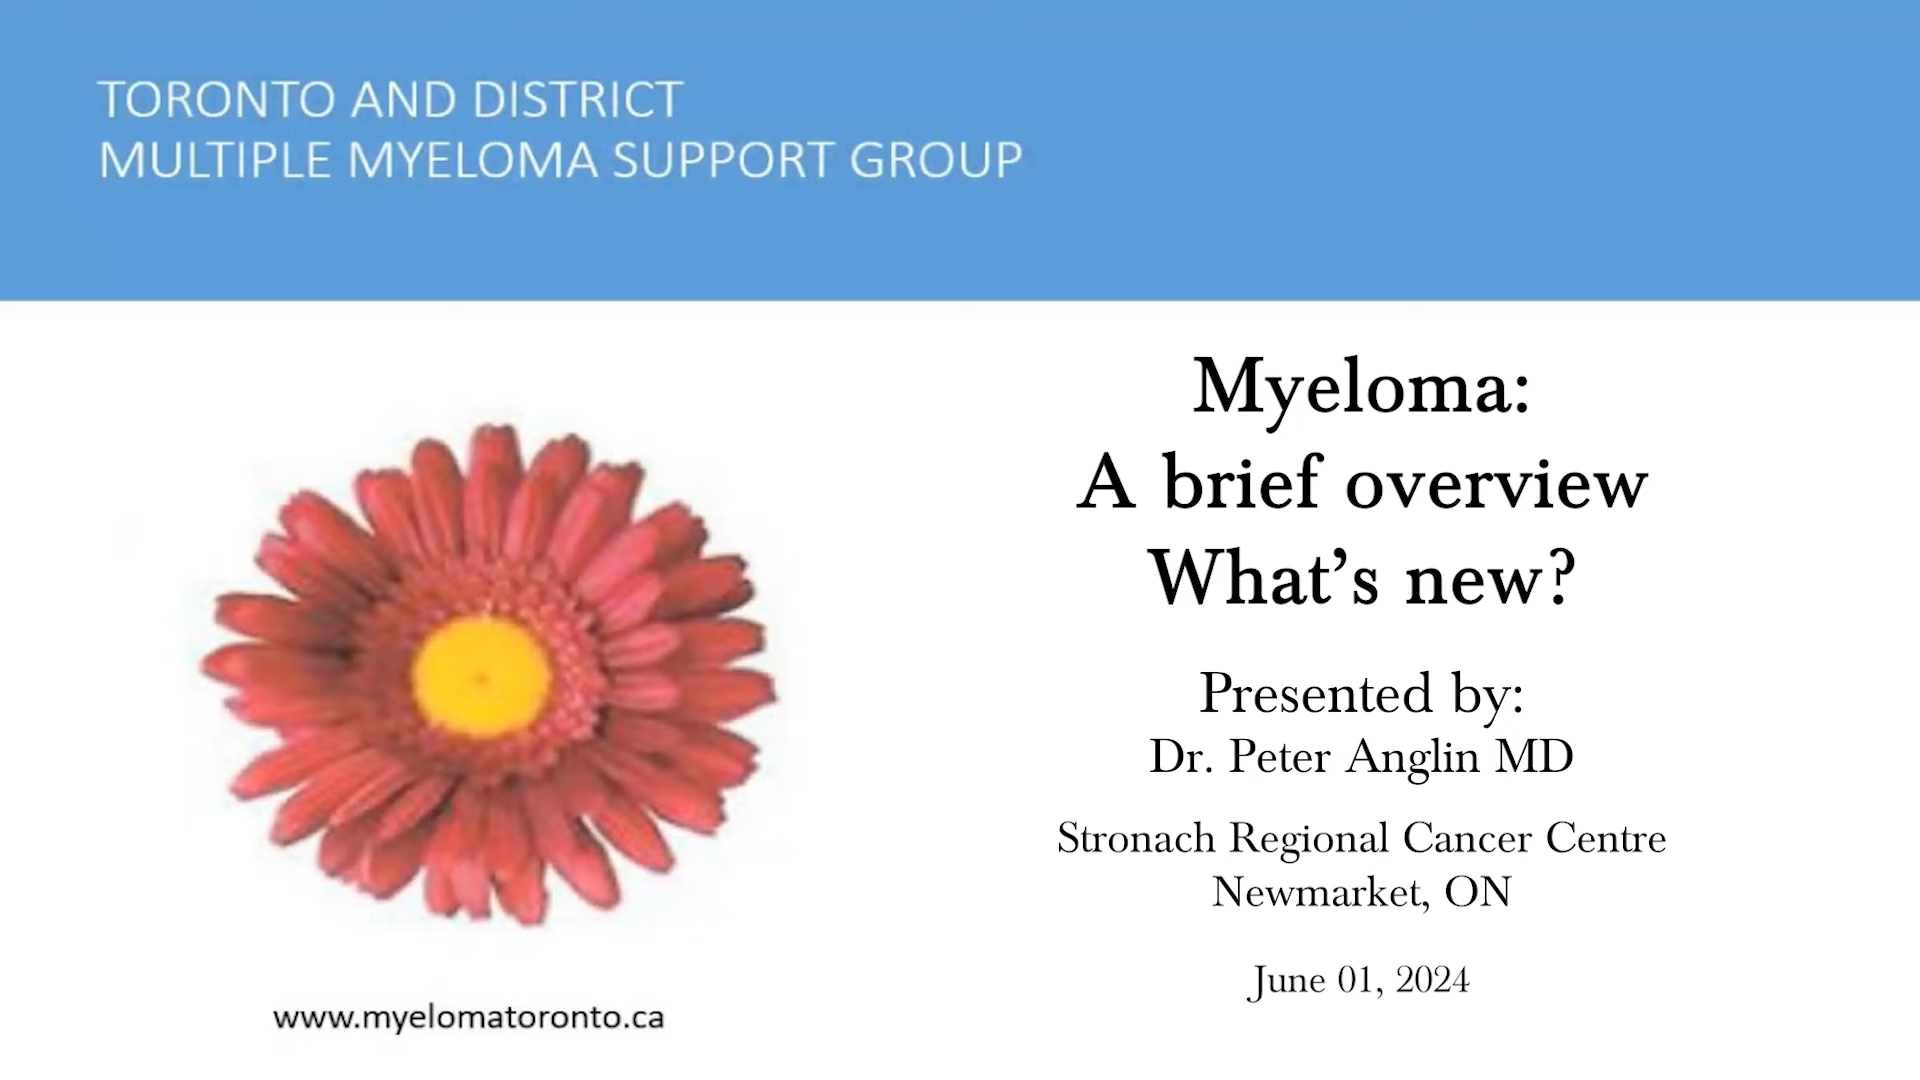 TORONTO AND DISTRICT
MULTIPLE MYELOMA SUPPORT GROUP
Myeloma:
A brief overview
What’s new?
Presented by:
Dr. Peter Anglin MD
Stronach Regional Cancer Centre
Newmarket, ON
June 01, 2024
www.myelomatoronto.ca